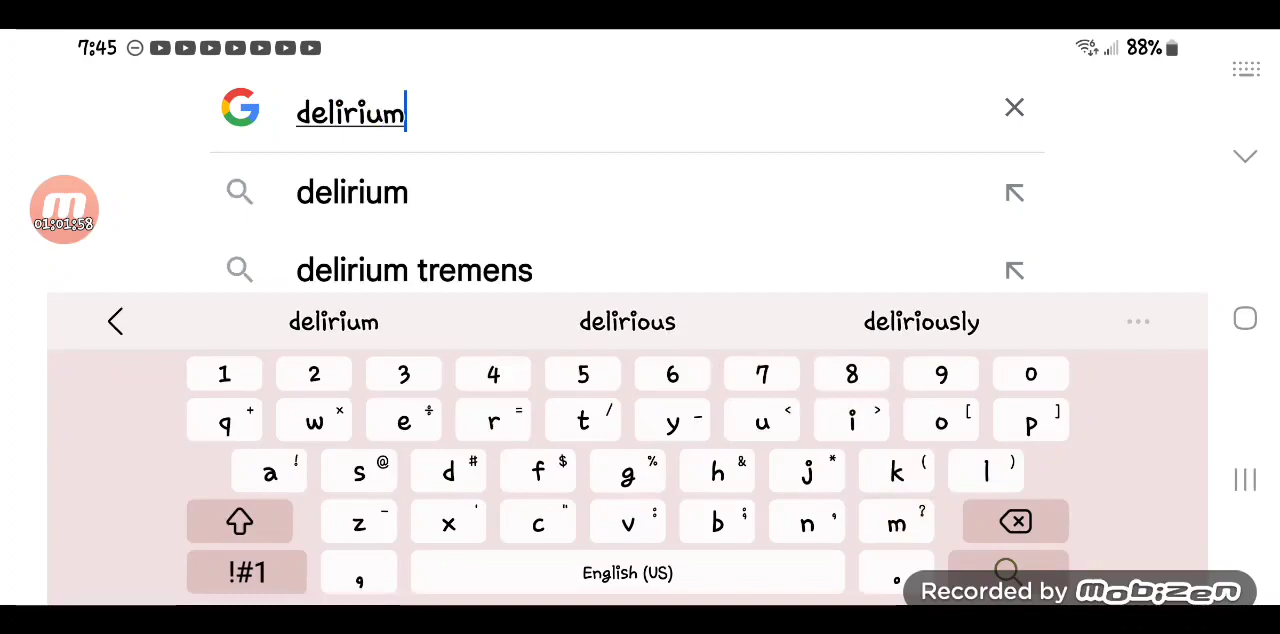 7:45 88%
delirium
01:01:58
delirium
delirium tremens
delirium delirious deliriously
1 2 3 4 5 6 7 8 9 0
q + w × e ÷ r = t / y - u < i > o [ p ]
a ! s @ d # f $ g % h & j * k ( l )
z - x ' c " v : b ; n , m ?
!#1 , English (US) .
Recorded by mobizen